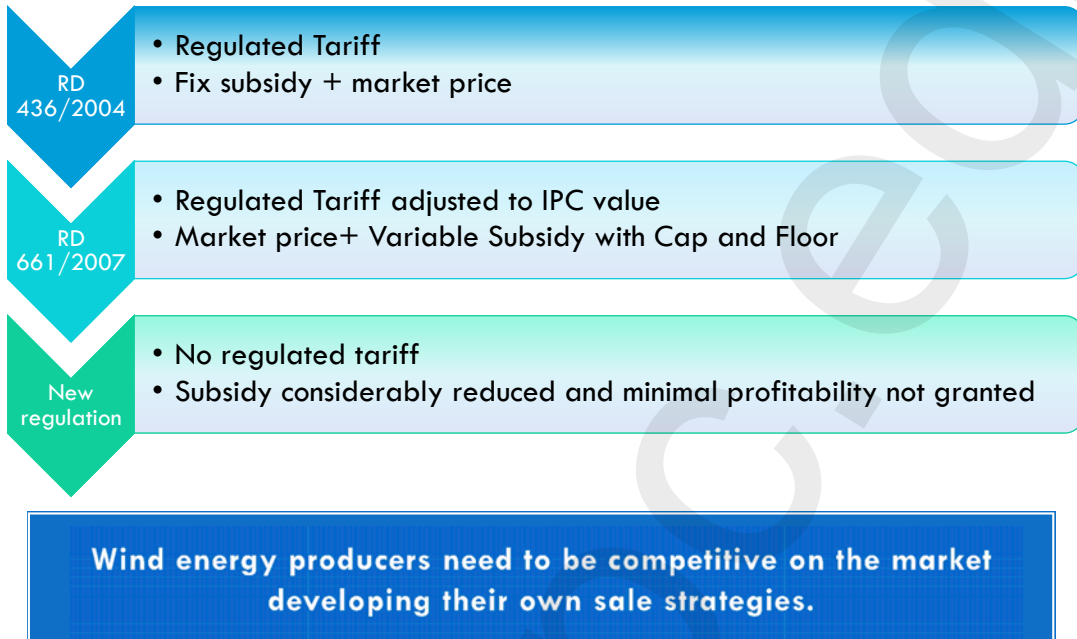 RD
436/2004
• Regulated Tariff
• Fix subsidy + market price
RD
661/2007
• Regulated Tariff adjusted to IPC value
• Market price+ Variable Subsidy with Cap and Floor
New
regulation
• No regulated tariff
• Subsidy considerably reduced and minimal profitability not granted
Wind energy producers need to be competitive on the market
developing their own sale strategies.